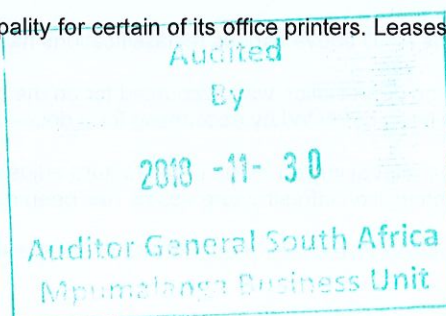 pality for certain of its office printers. Leases
Audited
By
2018 -11- 30
Auditor General South Africa
Mpumalanga Business Unit